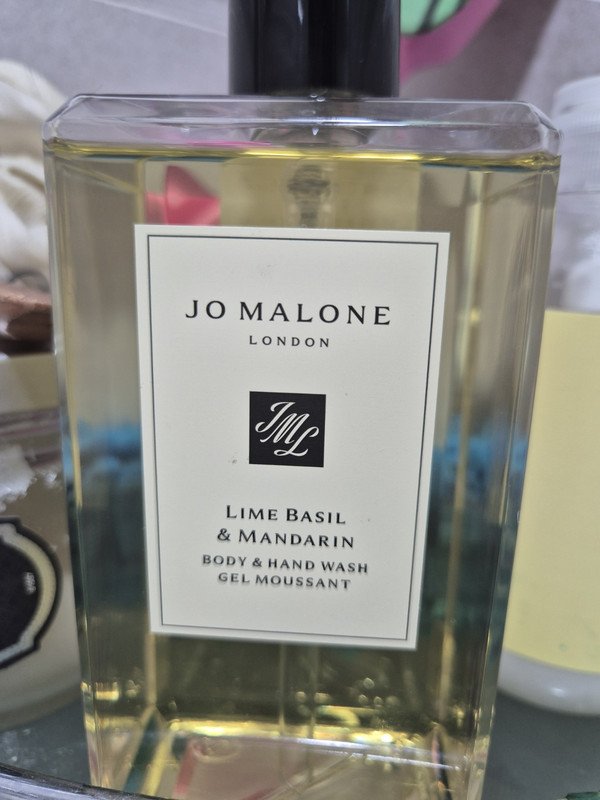 JO MALONE
LONDON
JML
LIME BASIL
& MANDARIN
BODY & HAND WASH
GEL MOUSSANT